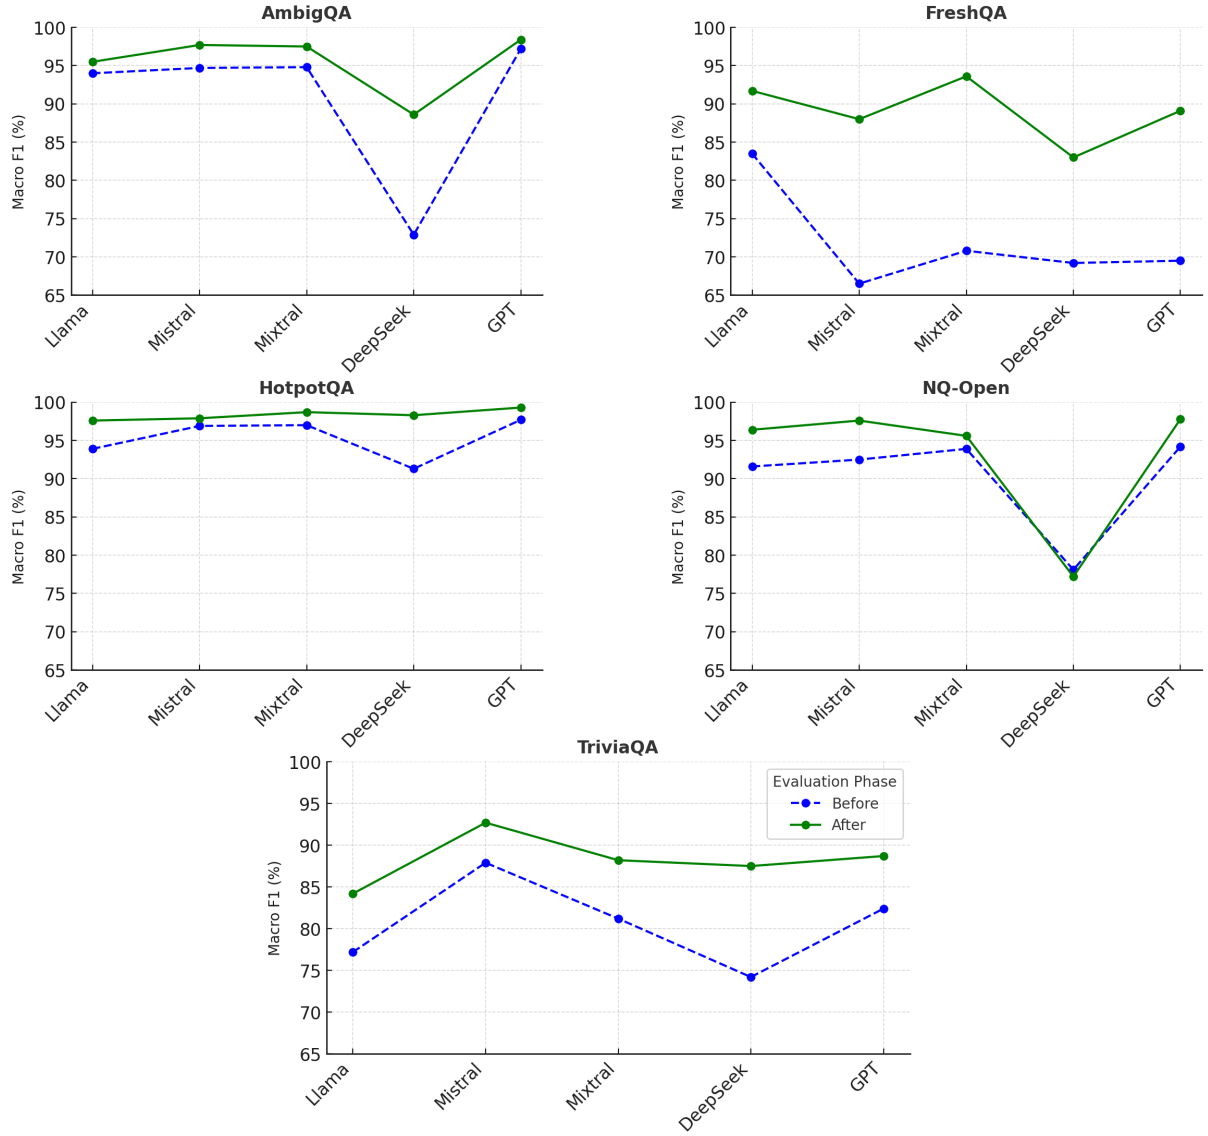 AmbigQA
100
95
90
85
80
75
70
65
Macro F1 (%)
Llama
Mistral
Mixtral
DeepSeek
GPT
FreshQA
100
95
90
85
80
75
70
65
Macro F1 (%)
Llama
Mistral
Mixtral
DeepSeek
GPT
HotpotQA
100
95
90
85
80
75
70
65
Macro F1 (%)
Llama
Mistral
Mixtral
DeepSeek
GPT
NQ-Open
100
95
90
85
80
75
70
65
Macro F1 (%)
Llama
Mistral
Mixtral
DeepSeek
GPT
TriviaQA
100
95
90
85
80
75
70
65
Macro F1 (%)
Evaluation Phase
Before
After
Llama
Mistral
Mixtral
DeepSeek
GPT